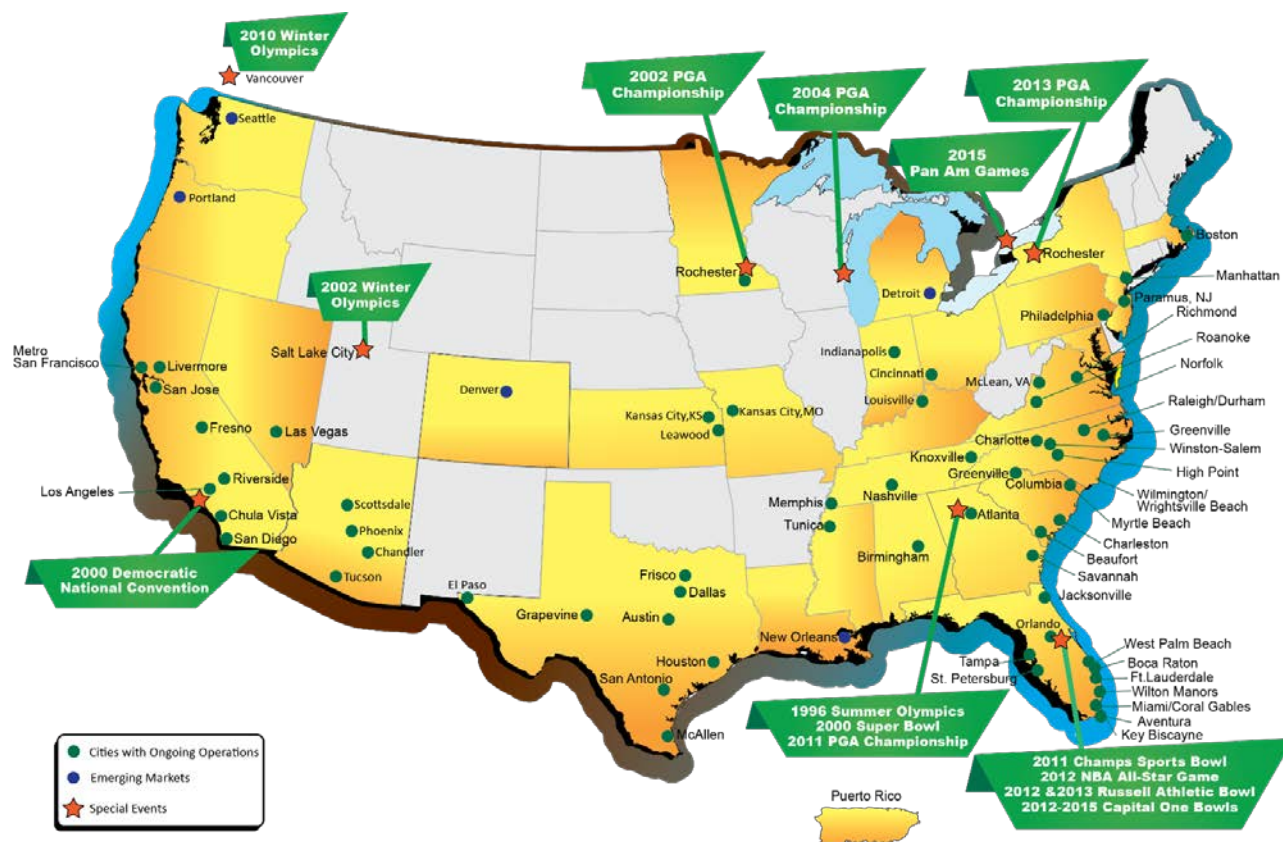 2010 Winter
Olympics
Vancouver
2002 PGA
Championship
2004 PGA
Championship
2013 PGA
Championship
2015
Pan Am Games
Seattle
Portland
Rochester
Detroit
Rochester
Boston
Manhattan
Paramus, NJ
Philadelphia
Richmond
Roanoke
Norfolk
2002 Winter
Olympics
Salt Lake City
Metro
San Francisco
Livermore
San Jose
Fresno
Las Vegas
Denver
Kansas City,KS
Kansas City,MO
Leawood
Indianapolis
Cincinnati
Louisville
McLean, VA
Raleigh/Durham
Greenville
Charlotte
Winston-Salem
Knoxville
High Point
Greenville
Columbia
Wilmington/
Wrightsville Beach
Riverside
Los Angeles
Chula Vista
San Diego
Scottsdale
Phoenix
Chandler
Tucson
Memphis
Nashville
Tunica
Atlanta
Birmingham
Myrtle Beach
Charleston
Beaufort
Savannah
Jacksonville
2000 Democratic
National Convention
El Paso
Frisco
Dallas
Grapevine
Austin
Houston
San Antonio
McAllen
New Orleans
Orlando
Tampa
St. Petersburg
West Palm Beach
Boca Raton
Ft.Lauderdale
Wilton Manors
Miami/Coral Gables
Aventura
Key Biscayne
1996 Summer Olympics
2000 Super Bowl
2011 PGA Championship
2011 Champs Sports Bowl
2012 NBA All-Star Game
2012 &2013 Russell Athletic Bowl
2012-2015 Capital One Bowls
Cities with Ongoing Operations
Emerging Markets
Special Events
Puerto Rico